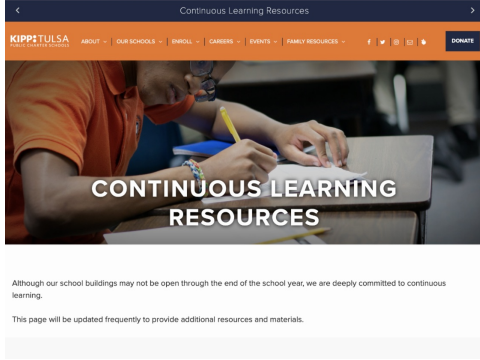 Continuous Learning Resources
KIPP:TULSA
PUBLIC CHARTER SCHOOLS
ABOUT
OUR SCHOOLS
ENROLL
CAREERS
EVENTS
FAMILY RESOURCES
DONATE
CONTINUOUS LEARNING
RESOURCES
Although our school buildings may not be open through the end of the school year, we are deeply committed to continuous
learning.
This page will be updated frequently to provide additional resources and materials.